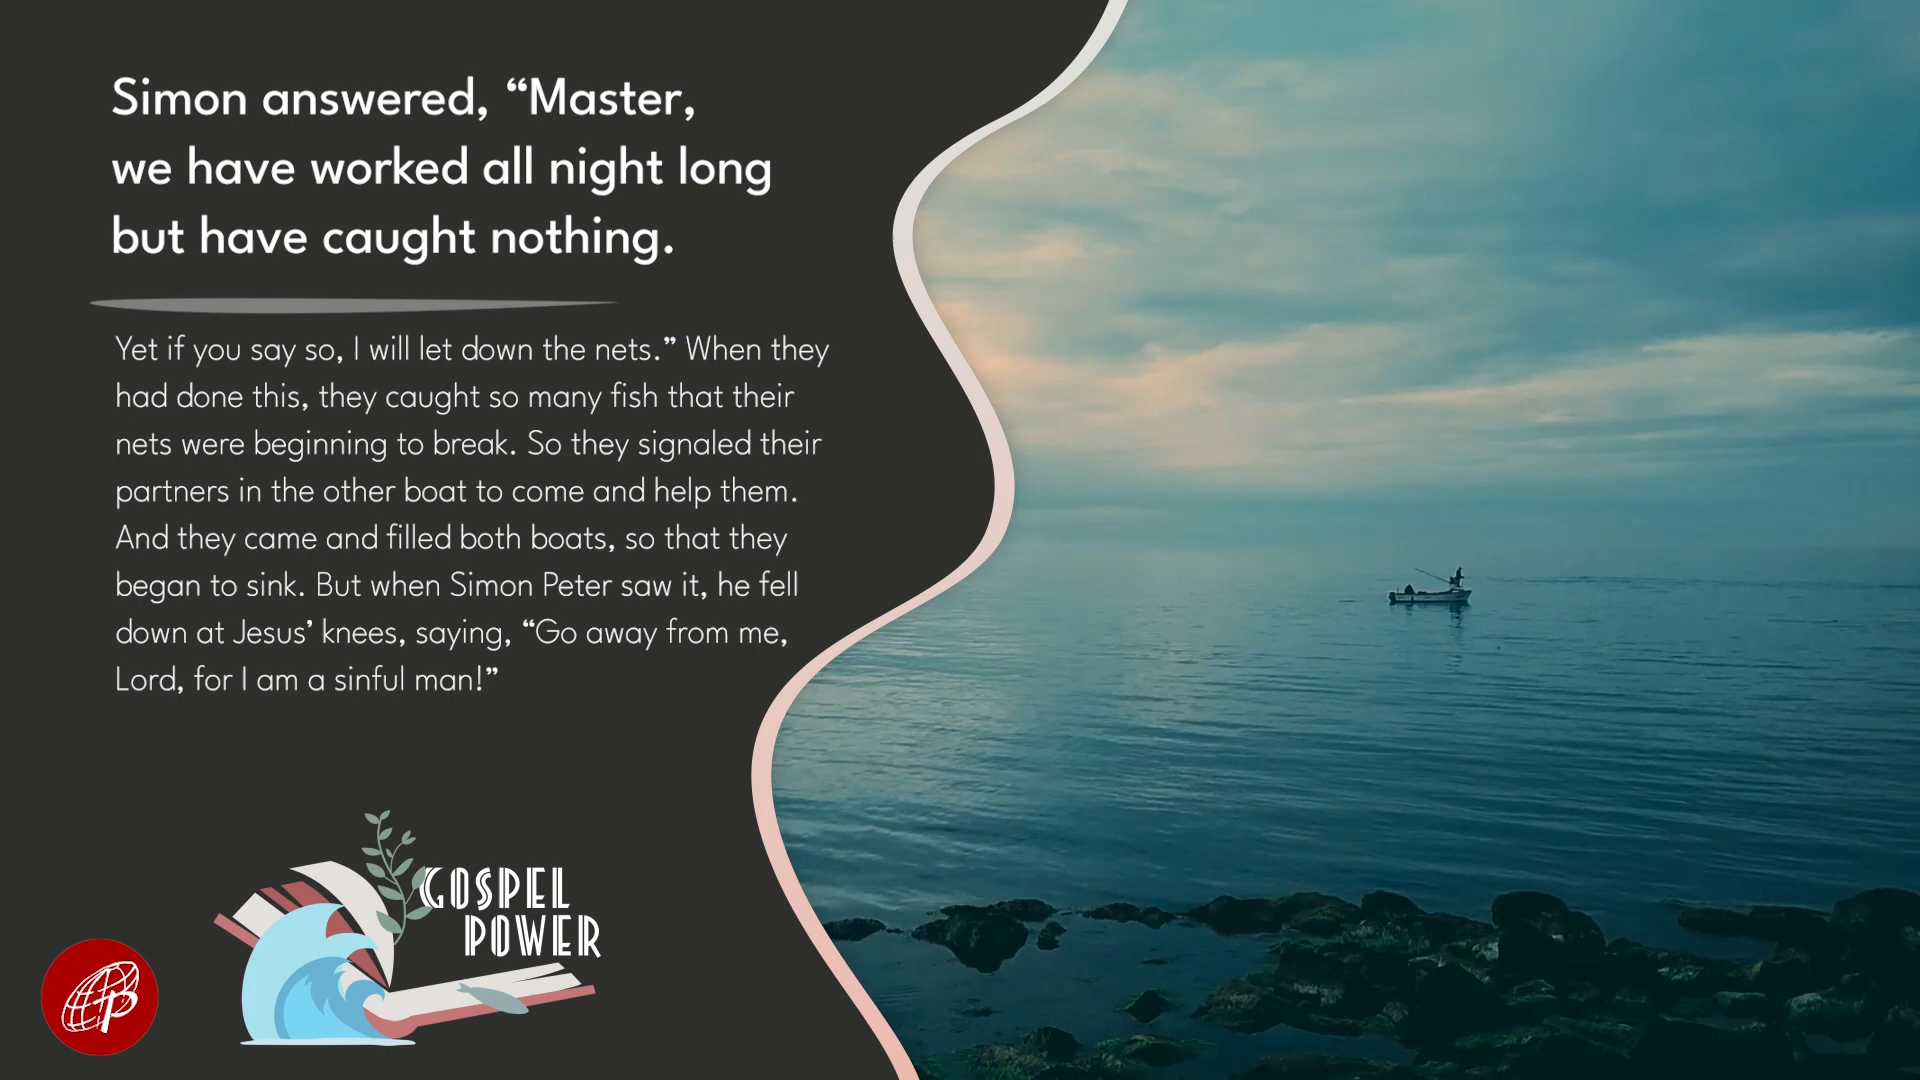 Simon answered, “Master,
we have worked all night long
but have caught nothing.
Yet if you say so, I will let down the nets.” When they
had done this, they caught so many fish that their
nets were beginning to break. So they signaled their
partners in the other boat to come and help them.
And they came and filled both boats, so that they
began to sink. But when Simon Peter saw it, he fell
down at Jesus’ knees, saying, “Go away from me,
Lord, for I am a sinful man!”
GOSPEL
POWER
P